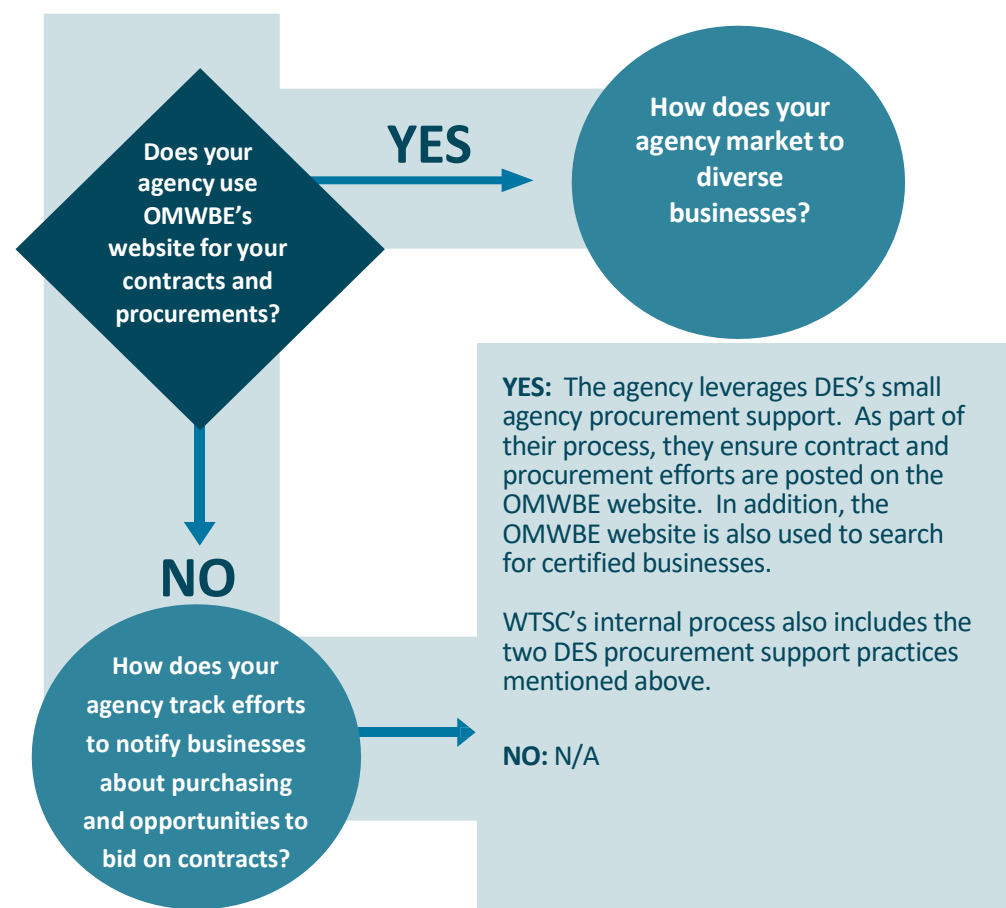 Does your
agency use
OMWBE’s
website for your
contracts and
procurements?
YES
How does your
agency market to
diverse
businesses?
NO
How does your
agency track efforts
to notify businesses
about purchasing
and opportunities to
bid on contracts?
YES: The agency leverages DES’s small
agency procurement support. As part of
their process, they ensure contract and
procurement efforts are posted on the
OMWBE website. In addition, the
OMWBE website is also used to search
for certified businesses.
WTSC’s internal process also includes the
two DES procurement support practices
mentioned above.
NO: N/A